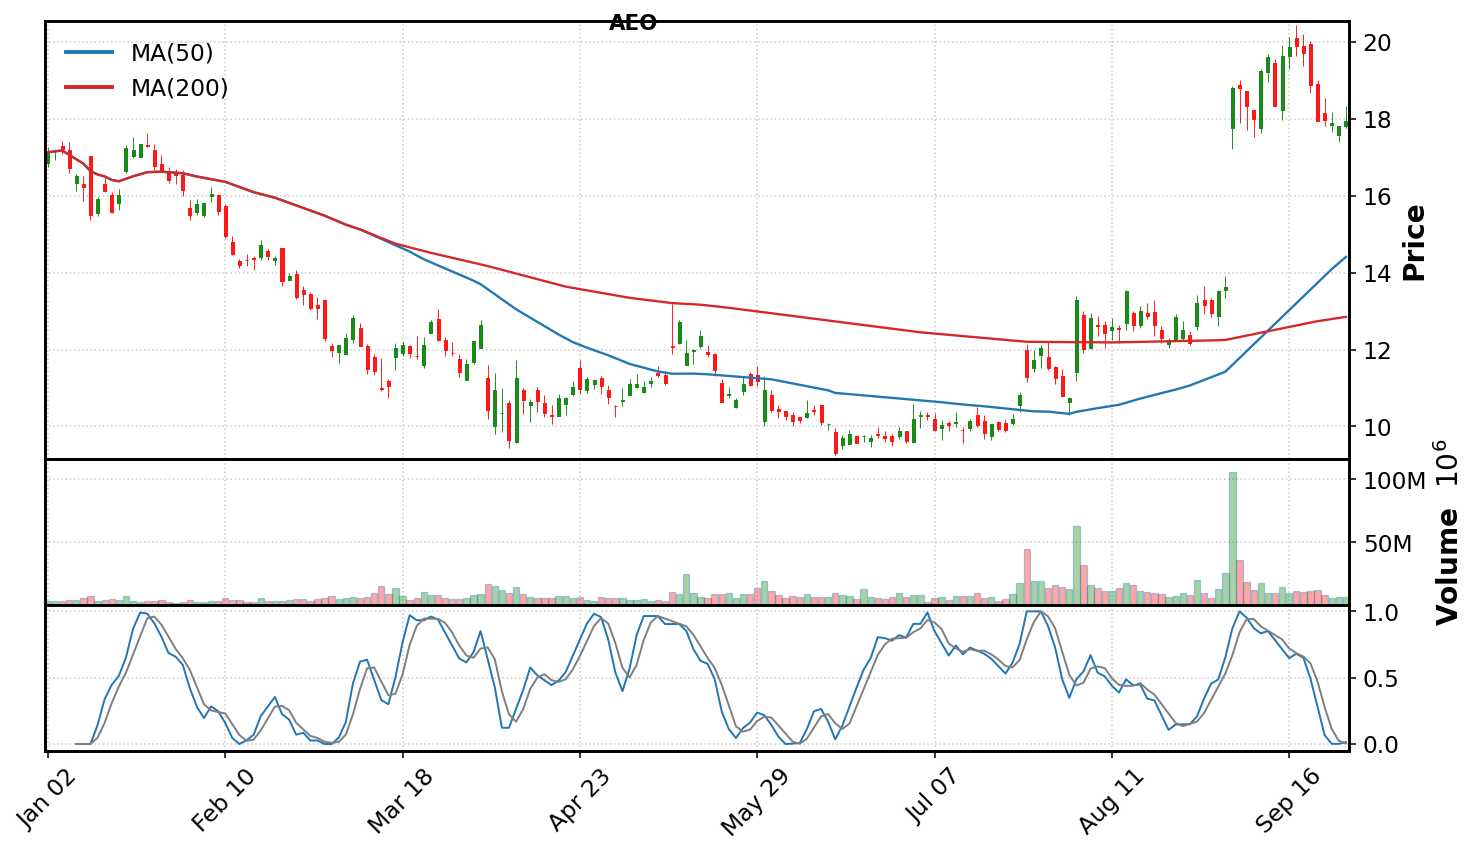 AEO
MA(50)
MA(200)
20
18
16
14
12
10
Price
100M
50M
Volume 10^6
1.0
0.5
0.0
Jan 02
Feb 10
Mar 18
Apr 23
May 29
Jul 07
Aug 11
Sep 16